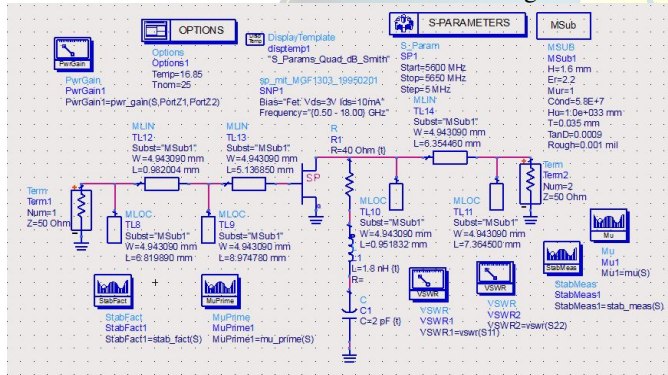 OPTIONS
Options
Options1
Temp=16.85
Tnom=25
Disp
Temp
DisplayTemplate
disptemp1
"S_Params_Quad_dB_Smith"
S-PARAMETERS
S_Param
SP1
Start=5600 MHz
Stop=5650 MHz
Step=5 MHz
MSub
MSUB
MSub1
H=1.6 mm
Er=2.2
Mur=1
Cond=5.8E+7
Hu=1.0e+033 mm
T=0.035 mm
TanD=0.0009
Rough=0.001 mil
PwrGain
PwrGain
PwrGain1
PwrGain1=pwr_gain(S,PortZ1,PortZ2)
sp_mit_MGF1303_19950201
SNP1
Bias="Fet: Vds=3V Ids=10mA"
Frequency="{0.50 - 18.00} GHz"
MLIN
TL12
Subst="MSub1"
W=4.943090 mm
L=0.982004 mm
MLIN
TL13
Subst="MSub1"
W=4.943090 mm
L=5.136850 mm
R
R1
R=40 Ohm {t}
MLIN
TL14
Subst="MSub1"
W=4.943090 mm
L=6.354460 mm
SP
Term
Term1
Num=1
Z=50 Ohm
Term
Term2
Num=2
Z=50 Ohm
MLOC
TL8
Subst="MSub1"
W=4.943090 mm
L=8.819890 mm
MLOC
TL9
Subst="MSub1"
W=4.943090 mm
L=8.974780 mm
MLOC
TL10
Subst="MSub1"
W=4.943090 mm
L=0.951832 mm
MLOC
TL11
Subst="MSub1"
W=4.943090 mm
L=7.364500 mm
L
L1
L=1.8 nH {t}
R=
C
C1
C=2 pF {t}
StabFact
StabFact
StabFact1
StabFact1=stab_fact(S)
MuPrime
MuPrime
MuPrime1
MuPrime1=mu_prime(S)
VSWR
VSWR
VSWR1
VSWR1=vswr(S11)
VSWR
VSWR
VSWR2
VSWR2=vswr(S22)
StabMeas
StabMeas
StabMeas1
StabMeas1=stab_meas(S)
Mu
Mu
Mu1
Mu1=mu(S)